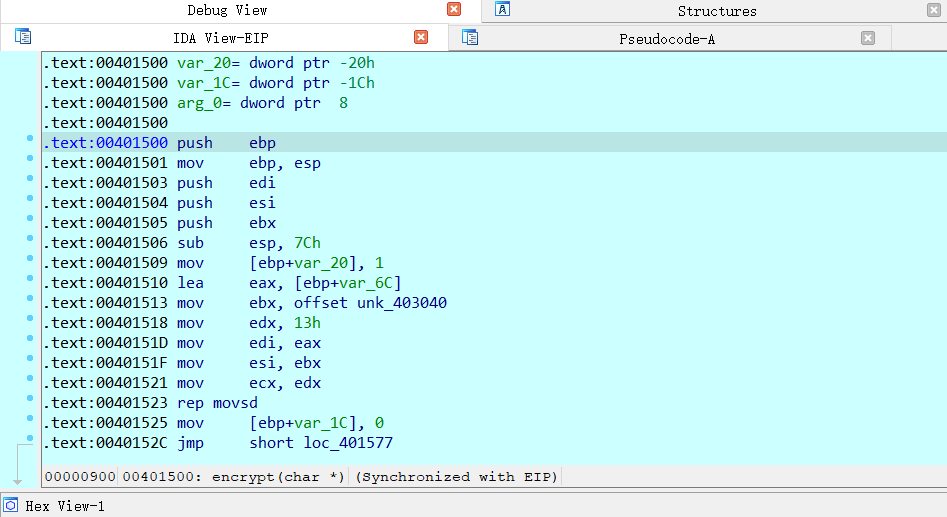 Debug View
Structures
IDA View-EIP
Pseudocode-A
.text:00401500 var_20= dword ptr -20h
.text:00401500 var_1C= dword ptr -1Ch
.text:00401500 arg_0= dword ptr  8
.text:00401500
.text:00401500 push    ebp
.text:00401501 mov     ebp, esp
.text:00401503 push    edi
.text:00401504 push    esi
.text:00401505 push    ebx
.text:00401506 sub     esp, 7Ch
.text:00401509 mov     [ebp+var_20], 1
.text:00401510 lea     eax, [ebp+var_6C]
.text:00401513 mov     ebx, offset unk_403040
.text:00401518 mov     edx, 13h
.text:0040151D mov     edi, eax
.text:0040151F mov     esi, ebx
.text:00401521 mov     ecx, edx
.text:00401523 rep movsd
.text:00401525 mov     [ebp+var_1C], 0
.text:0040152C jmp     short loc_401577
00000900 00401500: encrypt(char *) (Synchronized with EIP)
Hex View-1